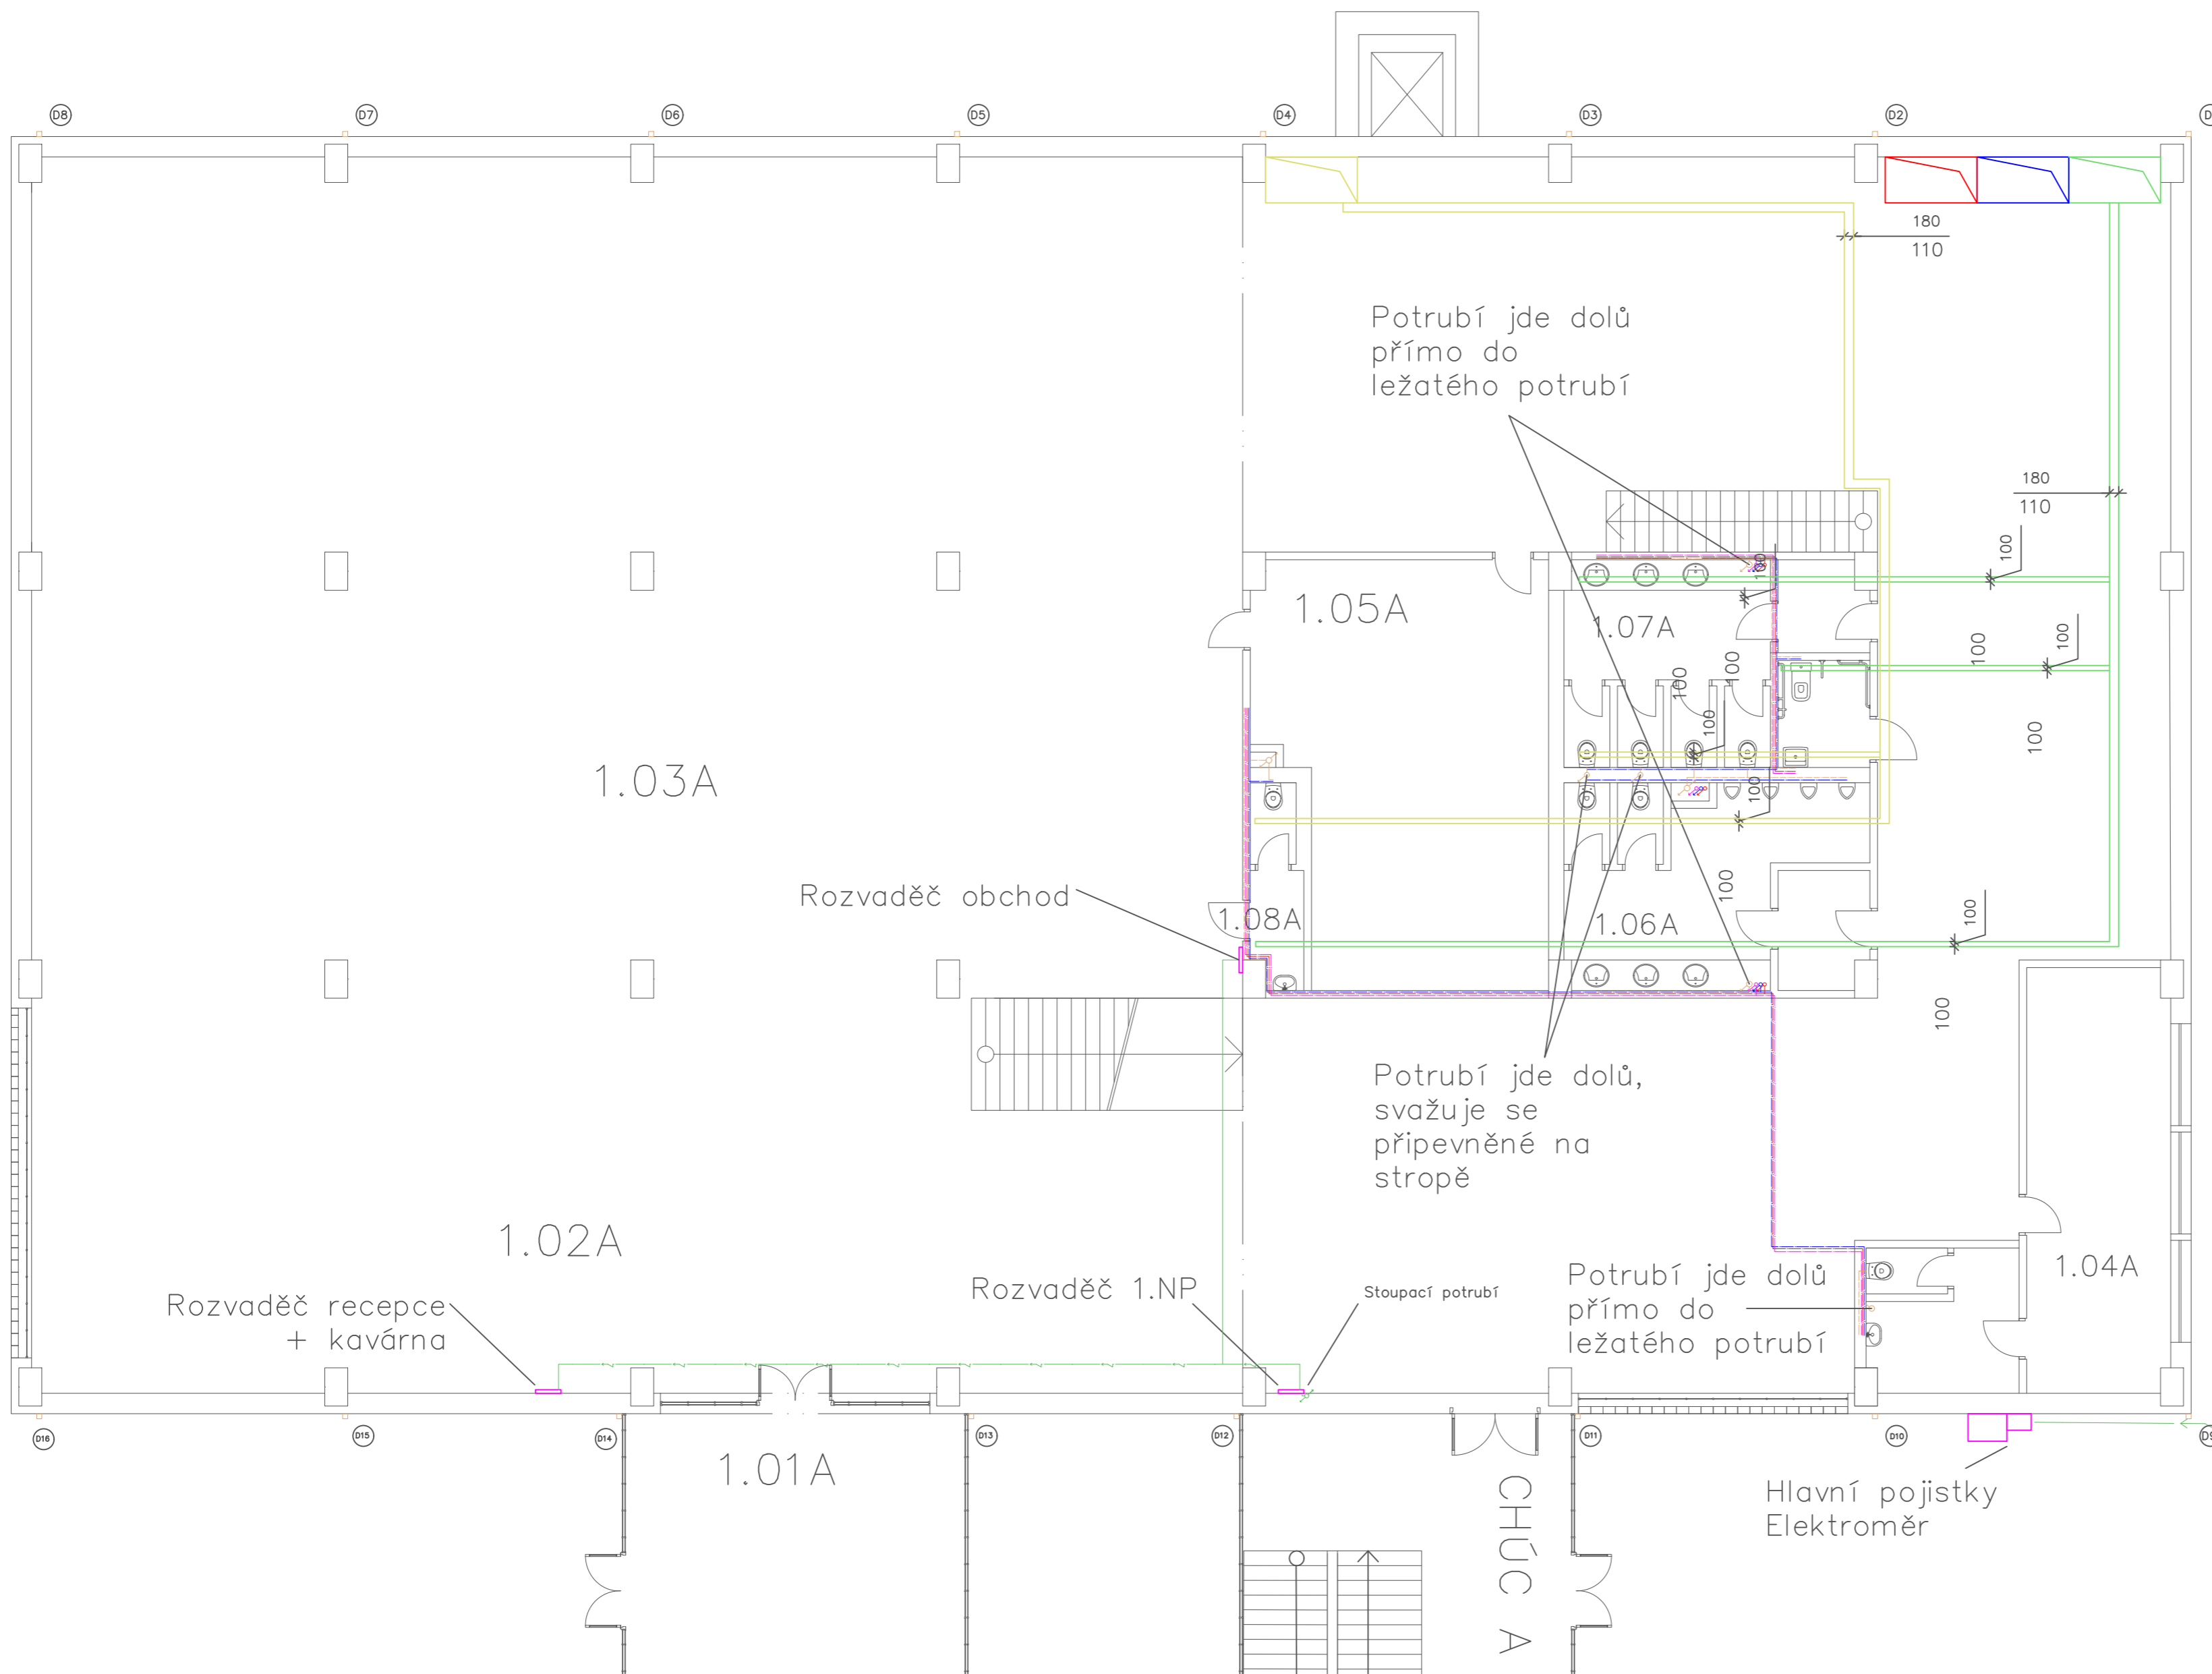 D8
D7
D6
D5
D4
D3
D2
180
110
Potrubí jde dolů
přímo do
ležatého potrubí
180
110
100
100
1.05A
1.07A
100
100
100
100
100
100
1.03A
100
Rozvaděč obchod
1.08A
100
1.06A
100
100
Potrubí jde dolů,
svažuje se
připevněné na
stropě
1.02A
1.04A
Rozvaděč recepce
+ kavárna
Rozvaděč 1.NP
Stoupací potrubí
Potrubí jde dolů
přímo do
ležatého potrubí
D16
D15
D14
D13
D12
D11
D10
D9
1.01A
CHÚC A
Hlavní pojistky
Elektroměr